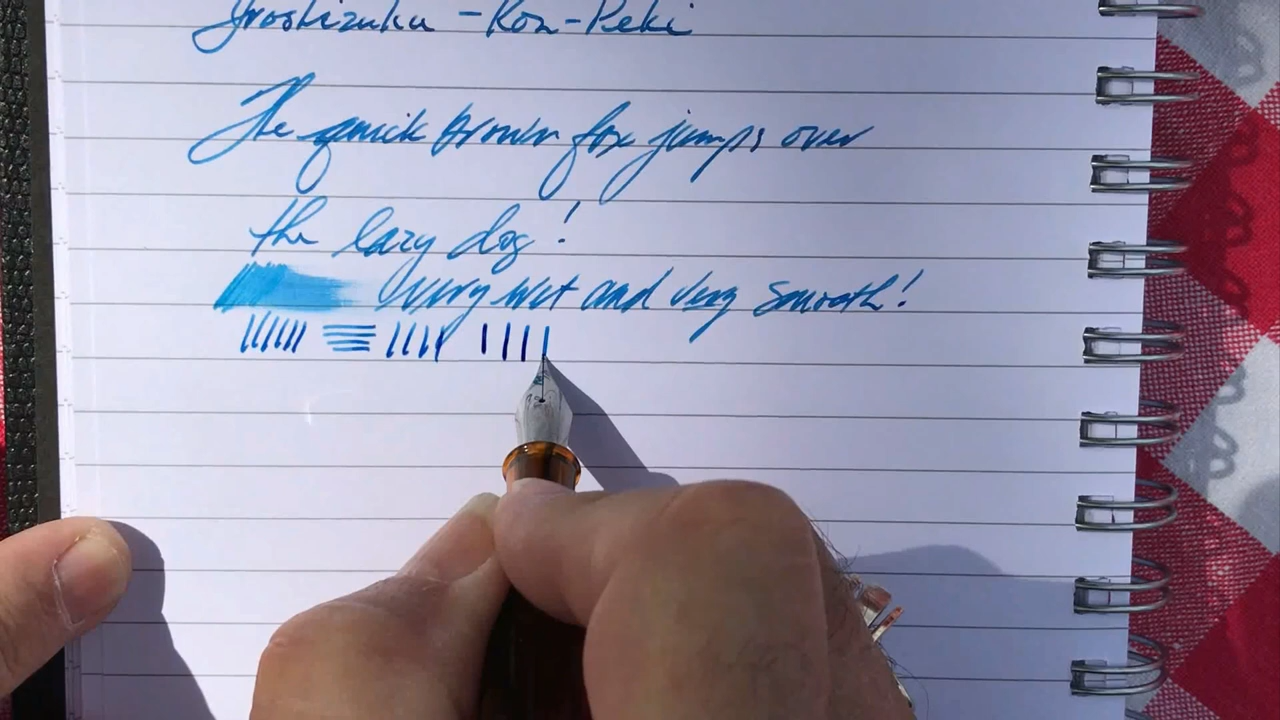 Iroshizuku - Kon-Peki
The quick brown fox jumps over
the lazy dog!
Very wet and very smooth!